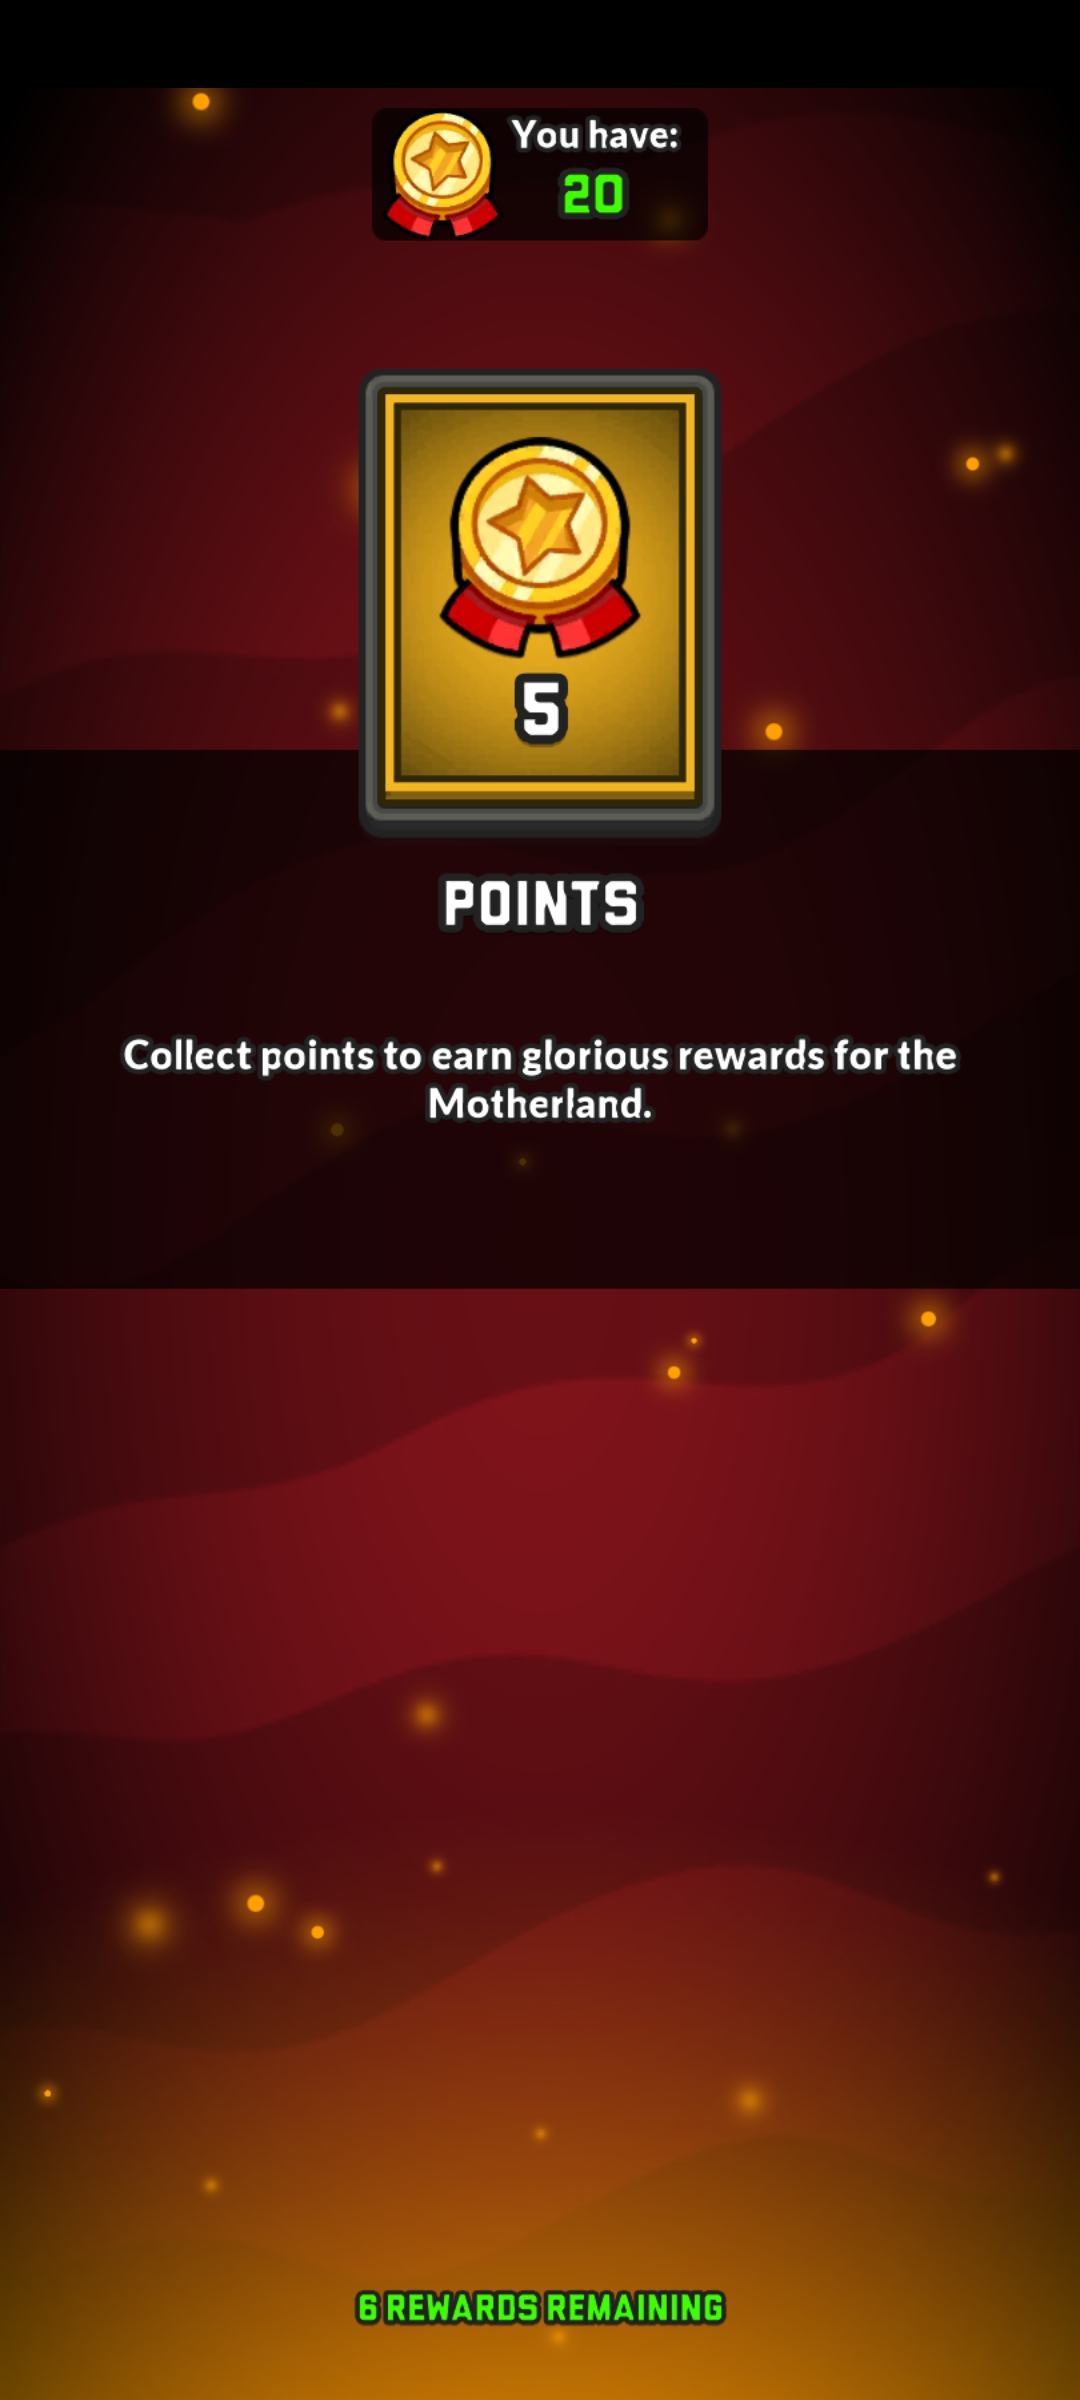 You have:
20
5
POINTS
Collect points to earn glorious rewards for the
Motherland.
6 REWARDS REMAINING